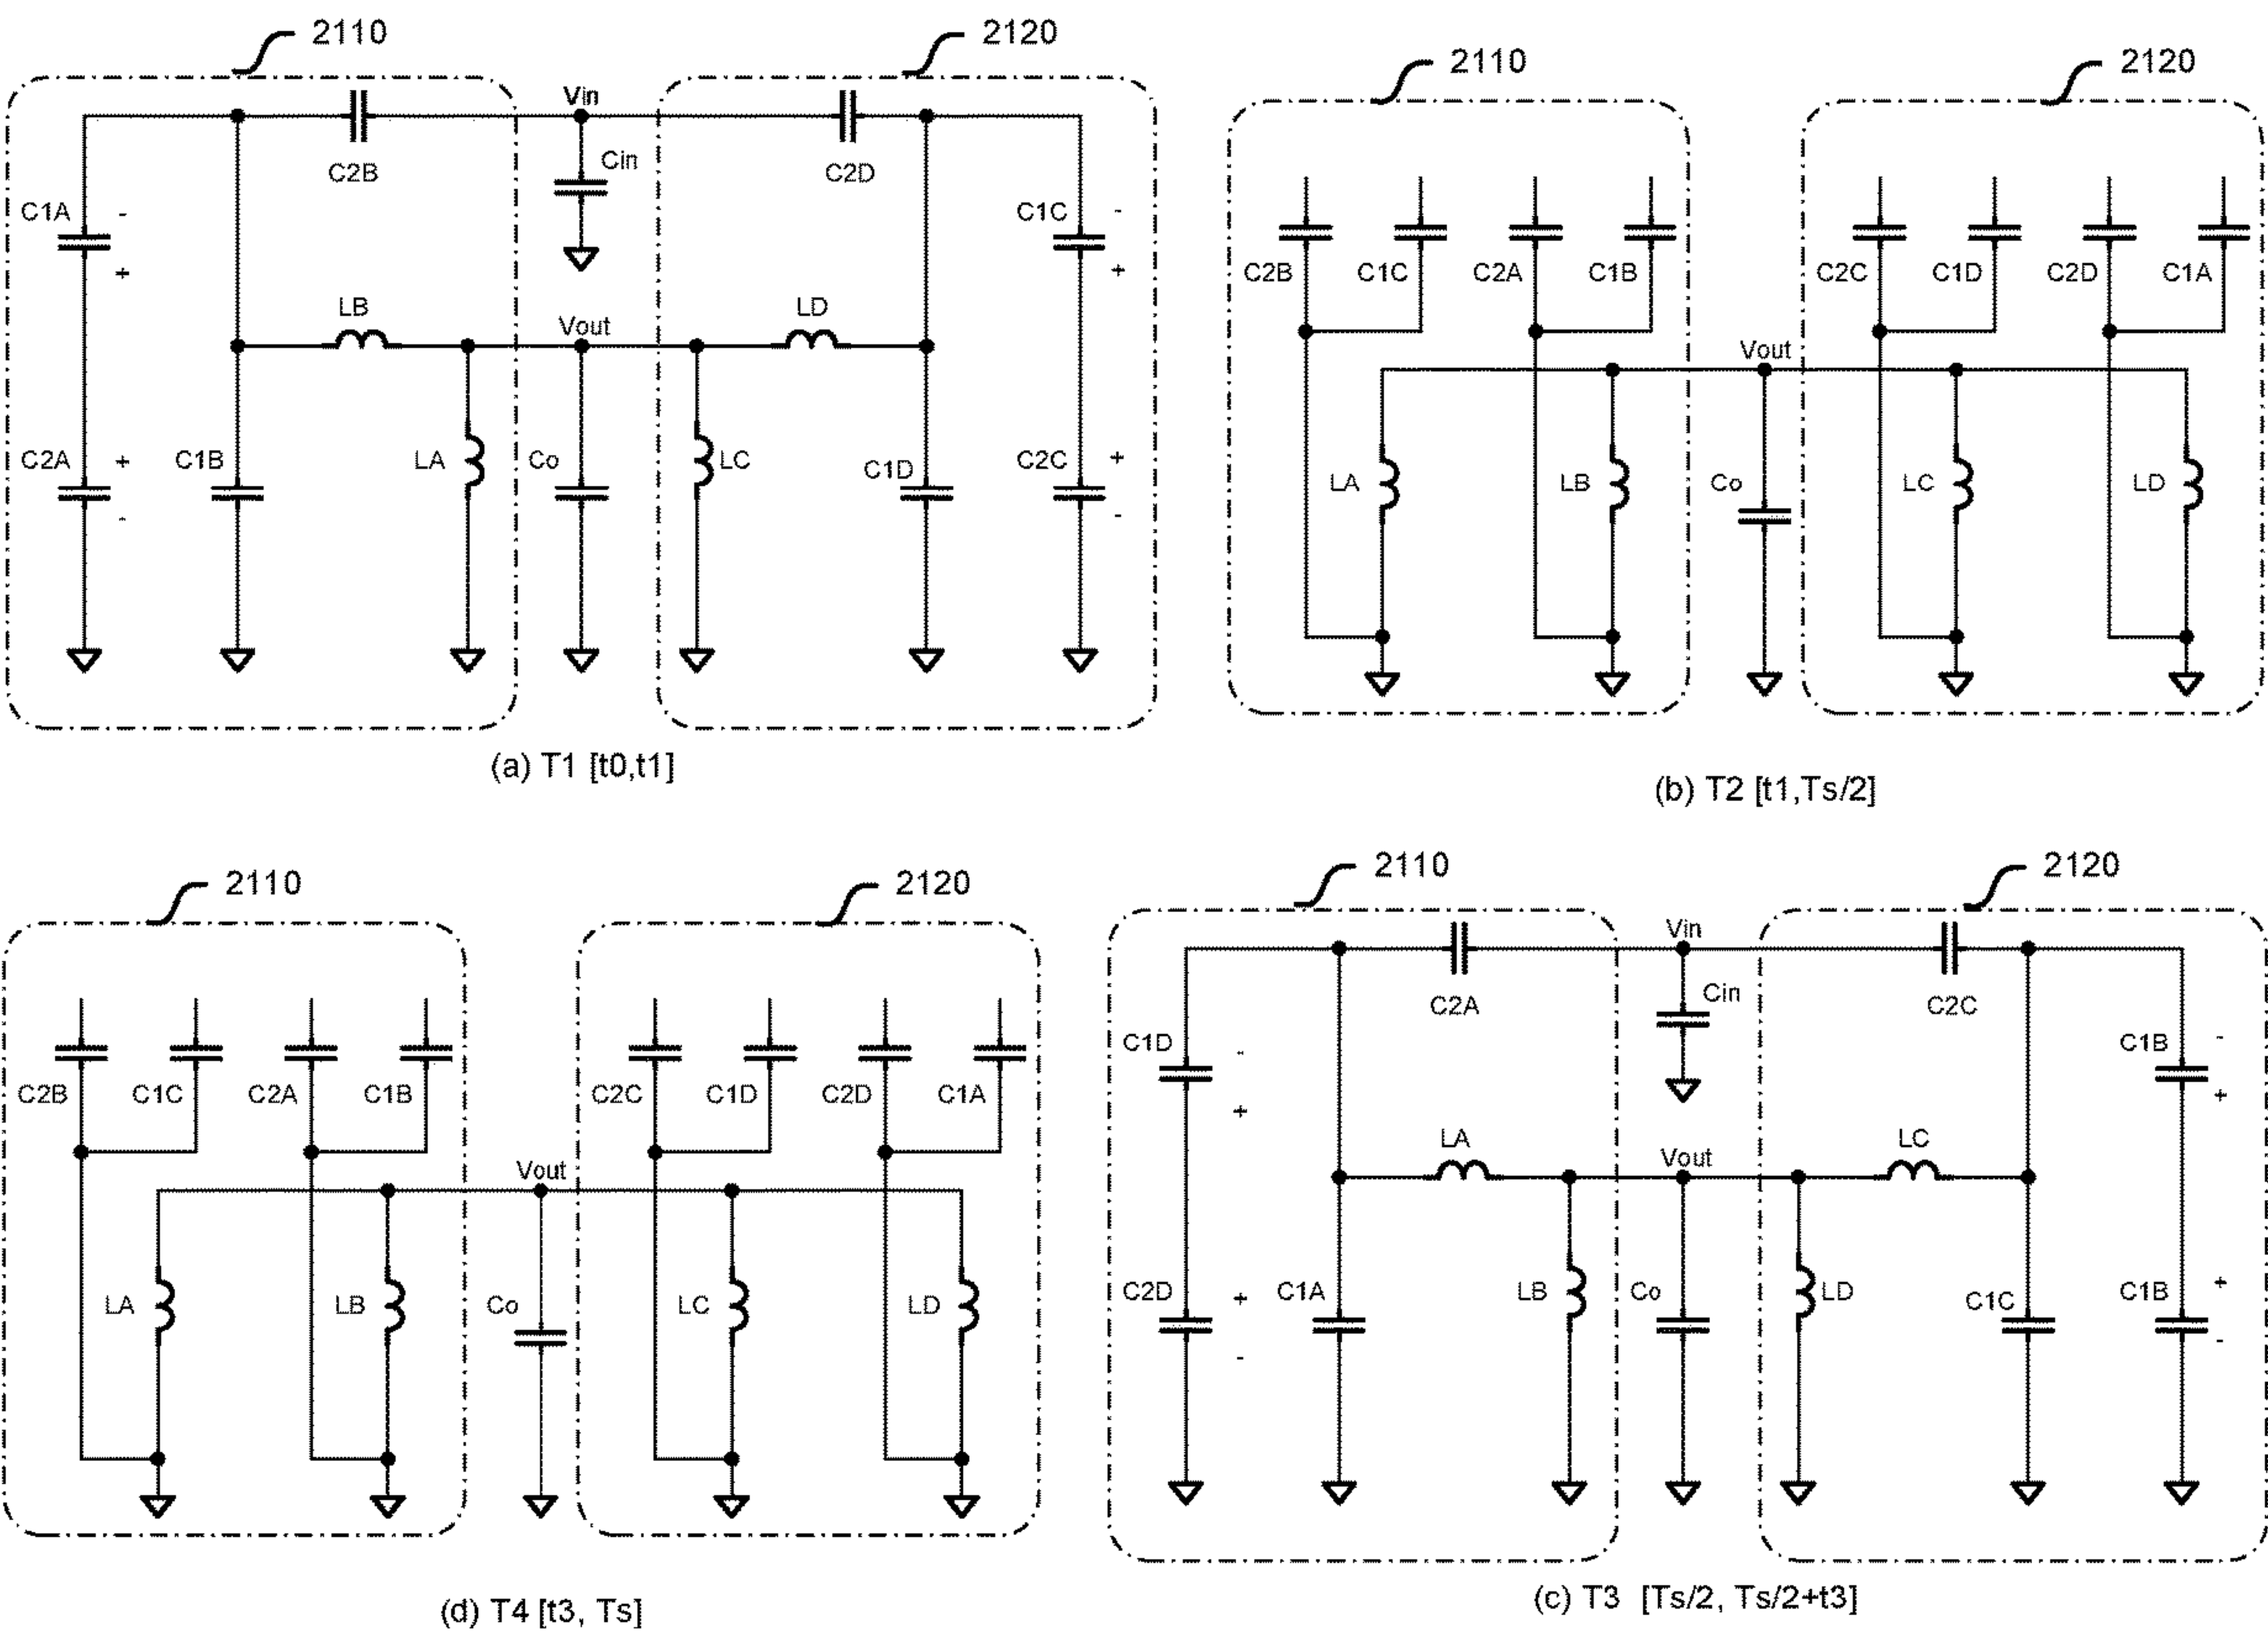 2110
2120
Vin
Cin
C2B
C2D
C1A
-
+
C1C
-
+
LB
Vout
LD
C2A
+
-
C1B
LA
Co
LC
C1D
C2C
+
-
(a) T1 [t0,t1]
2110
2120
C2B
C1C
C2A
C1B
C2C
C1D
C2D
C1A
Vout
LA
LB
Co
LC
LD
(b) T2 [t1,Ts/2]
2110
2120
C2B
C1C
C2A
C1B
C2C
C1D
C2D
C1A
Vout
LA
LB
Co
LC
LD
(d) T4 [t3, Ts]
2110
2120
Vin
Cin
C2A
C2C
C1D
-
+
C1B
-
+
LA
Vout
LC
C2D
+
-
C1A
LB
Co
LD
C1C
C1B
+
-
(c) T3 [Ts/2, Ts/2+t3]